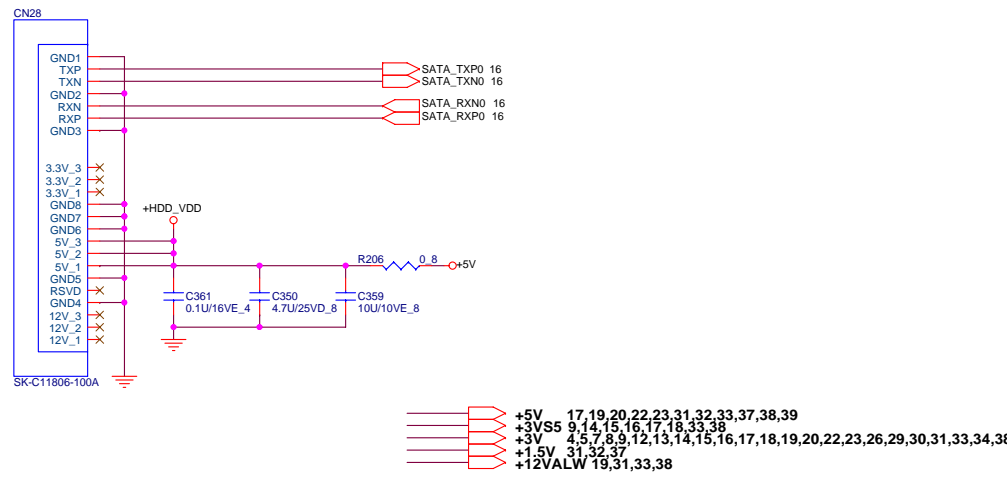 CN28
GND1
TXP
TXN
GND2
RXN
RXP
GND3
SATA_TXP0 16
SATA_TXN0 16
SATA_RXN0 16
SATA_RXP0 16
3.3V_3
3.3V_2
3.3V_1
GND8
GND7
GND6
5V_3
5V_2
5V_1
GND5
RSVD
GND4
12V_3
12V_2
12V_1
+HDD_VDD
R206 0_8
+5V
C361
0.1U/16VE_4
C350
4.7U/25VD_8
C359
10U/10VE_8
SK-C11806-100A
+5V 17,19,20,22,23,31,32,33,37,38,39
+3VS5 9,14,15,16,17,18,33,38
+3V 4,5,7,8,9,12,13,14,15,16,17,18,19,20,22,23,26,29,30,31,33,34,38
+1.5V 31,32,37
+12VALW 19,31,33,38